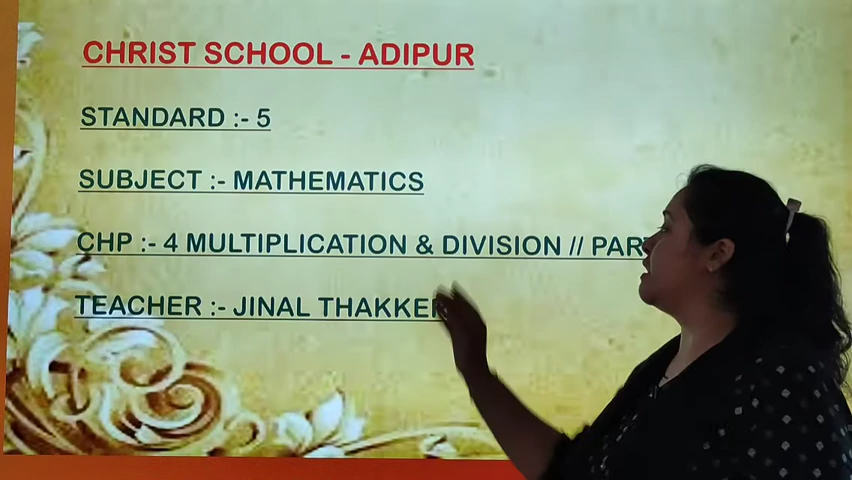 CHRIST SCHOOL - ADIPUR
STANDARD :- 5
SUBJECT :- MATHEMATICS
CHP :- 4 MULTIPLICATION & DIVISION //
TEACHER :- JINAL THAKKER